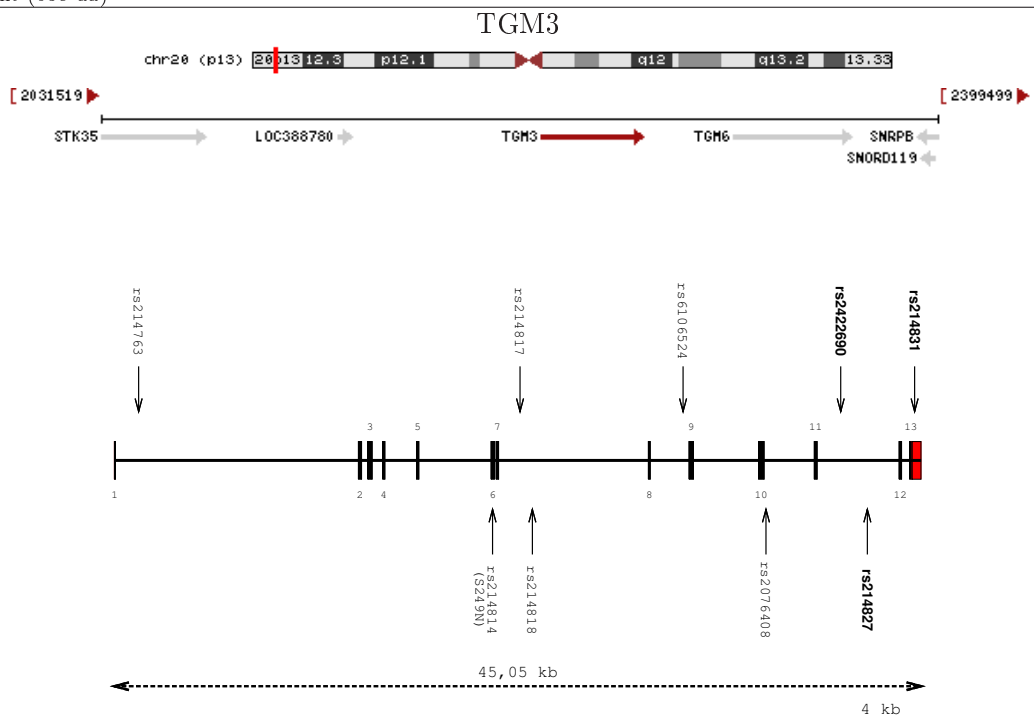 TGM3
chr20 (p13) 20p13 12.3 p12.1 q12 q13.2 13.33
[ 2031519 [ 2399499
STK35 LOC388780 TGM3 TGM6 SNRPB
SNORD119
rs214763 rs214817 rs6106524 rs2422690 rs214831
3 5 7 9 11 13
1 2 4 6 8 10 12
rs214814 (S249N) rs214818 rs2076408 rs214827
45,05 kb
4 kb